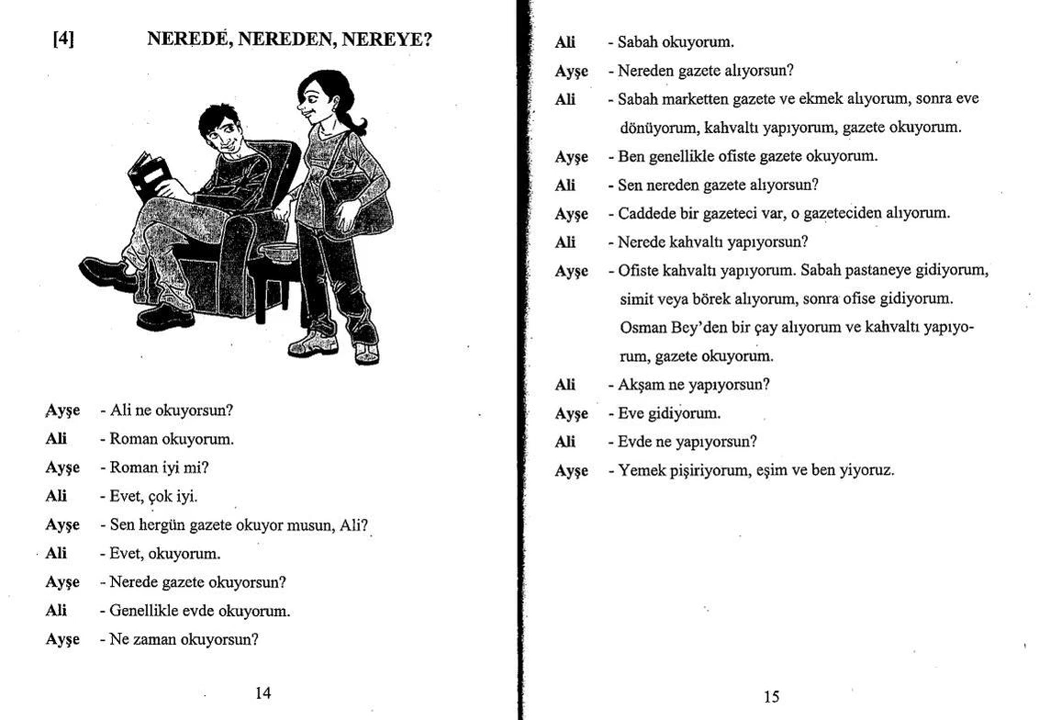 [4] NEREDE, NEREDEN, NEREYE?
Ayşe - Ali ne okuyorsun?
Ali - Roman okuyorum.
Ayşe - Roman iyi mi?
Ali - Evet, çok iyi.
Ayşe - Sen hergün gazete okuyor musun, Ali?
Ali - Evet, okuyorum.
Ayşe - Nerede gazete okuyorsun?
Ali - Genellikle evde okuyorum.
Ayşe - Ne zaman okuyorsun?
14
Ali - Sabah okuyorum.
Ayşe - Nereden gazete alıyorsun?
Ali - Sabah marketten gazete ve ekmek alıyorum, sonra eve
dönüyorum, kahvaltı yapıyorum, gazete okuyorum.
Ayşe - Ben genellikle ofiste gazete okuyorum.
Ali - Sen nereden gazete alıyorsun?
Ayşe - Caddede bir gazeteci var, o gazeteciden alıyorum.
Ali - Nerede kahvaltı yapıyorsun?
Ayşe - Ofiste kahvaltı yapıyorum. Sabah pastaneye gidiyorum,
simit veya börek alıyorum, sonra ofise gidiyorum.
Osman Bey'den bir çay alıyorum ve kahvaltı yapıyo-
rum, gazete okuyorum.
Ali - Akşam ne yapıyorsun?
Ayşe - Eve gidiyorum.
Ali - Evde ne yapıyorsun?
Ayşe - Yemek pişiriyorum, eşim ve ben yiyoruz.
15